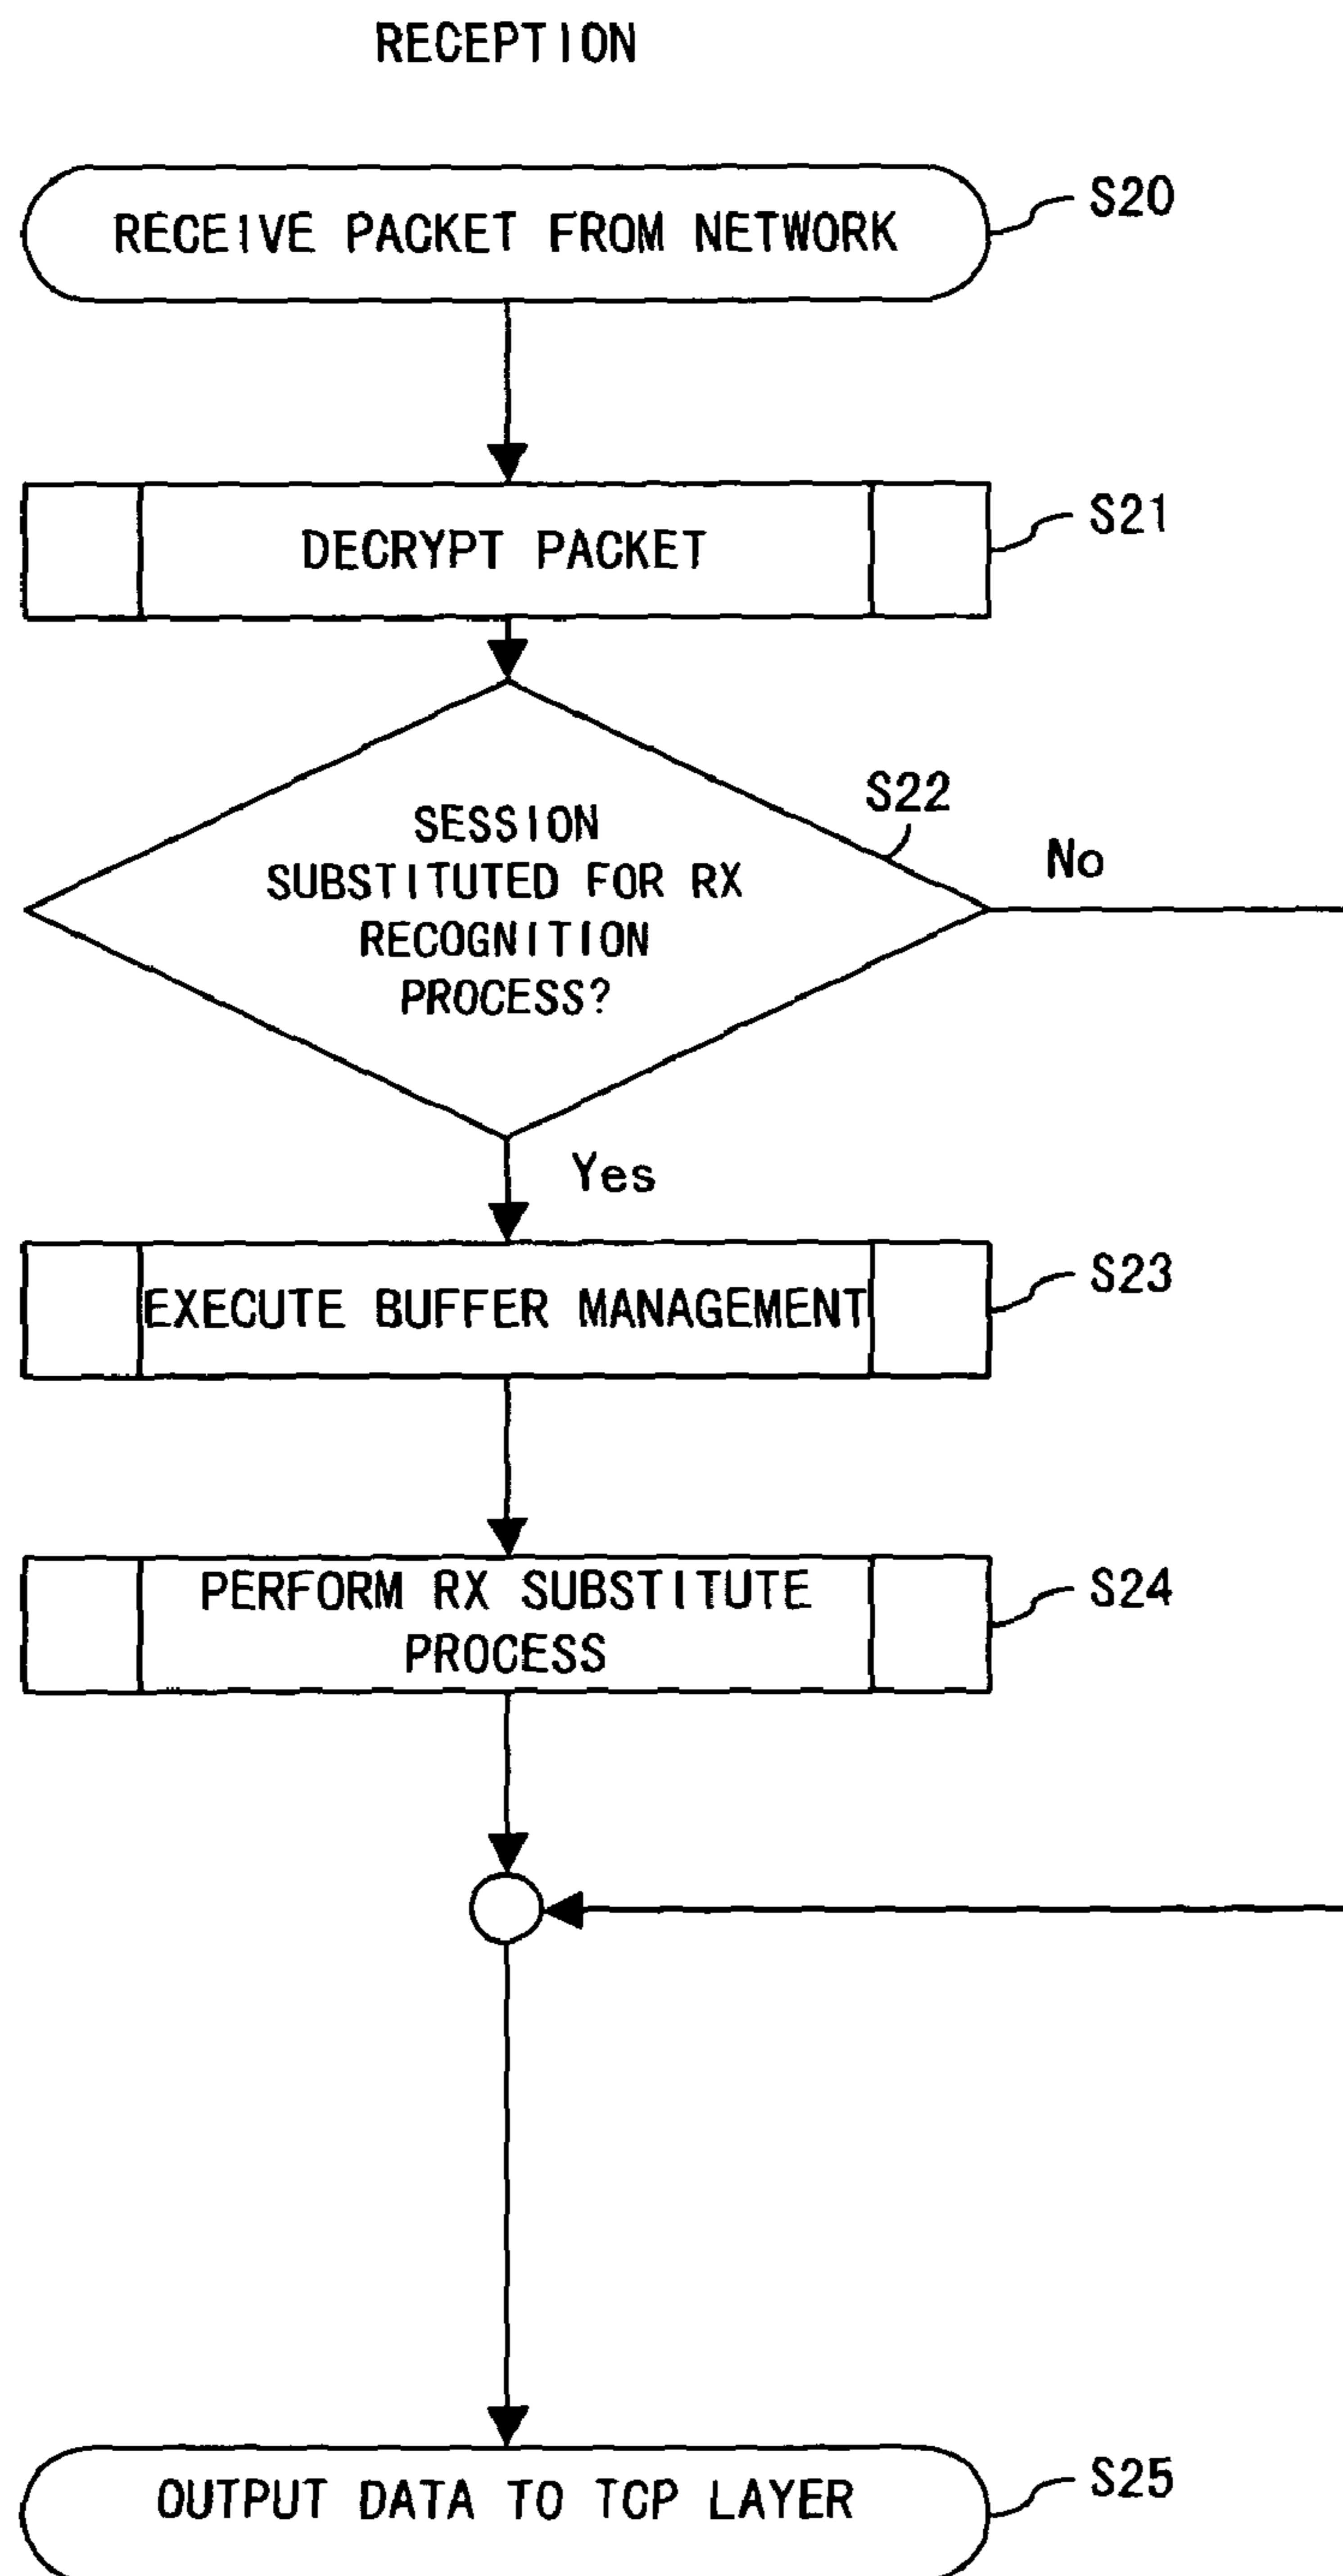 RECEPTION
RECEIVE PACKET FROM NETWORK
S20
DECRYPT PACKET
S21
SESSION
SUBSTITUTED FOR RX
RECOGNITION
PROCESS?
S22
No
Yes
EXECUTE BUFFER MANAGEMENT
S23
PERFORM RX SUBSTITUTE
PROCESS
S24
OUTPUT DATA TO TCP LAYER
S25